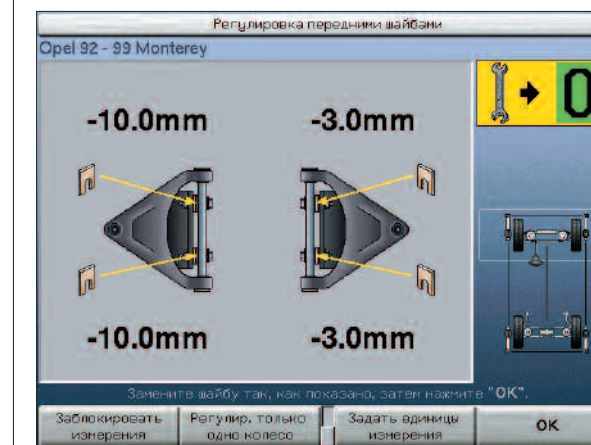 Регулировка передними шайбами
Opel 92 - 99 Monterey
0
-10.0mm -3.0mm
-10.0mm -3.0mm
Замените шайбу так, как показано, затем нажмите "OK".
Заблокировать измерения
Регулир. только одно колесо
Задать единицы измерения
OK